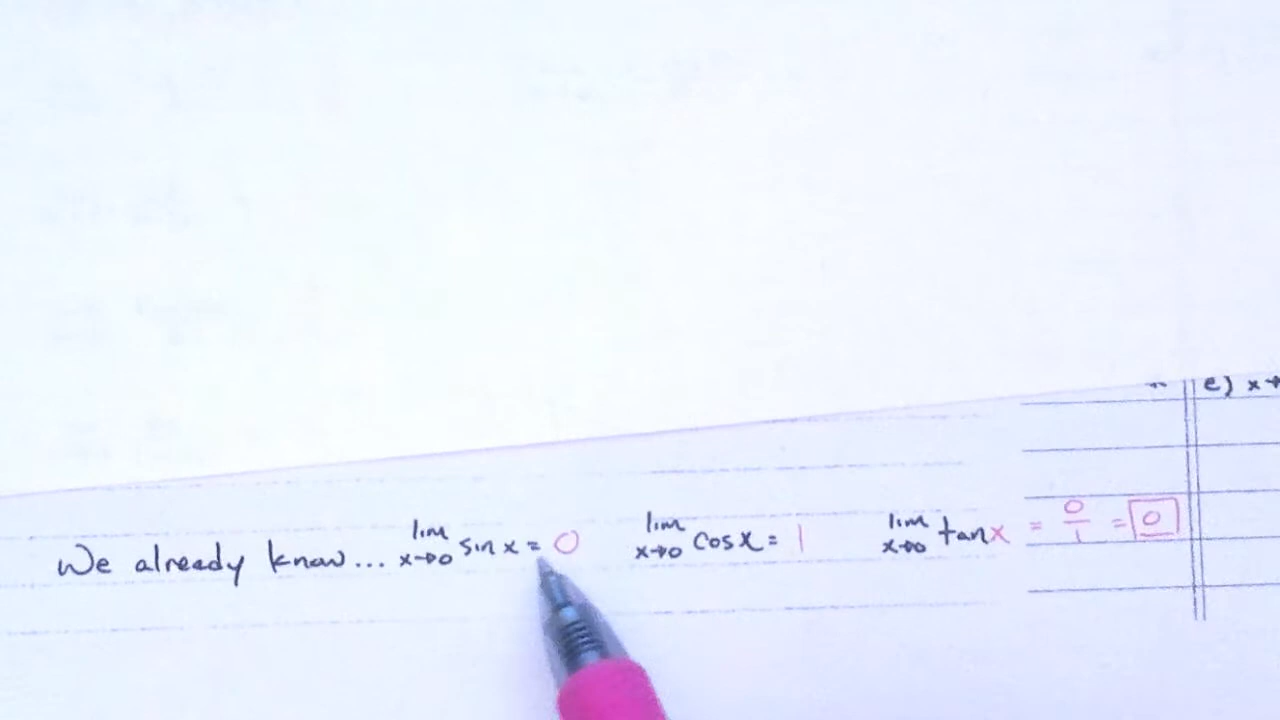 e) x→
We already know... lim x→0 sin x = 0 lim x→0 cos x = 1 lim x→0 tan x = 0/1 = 0